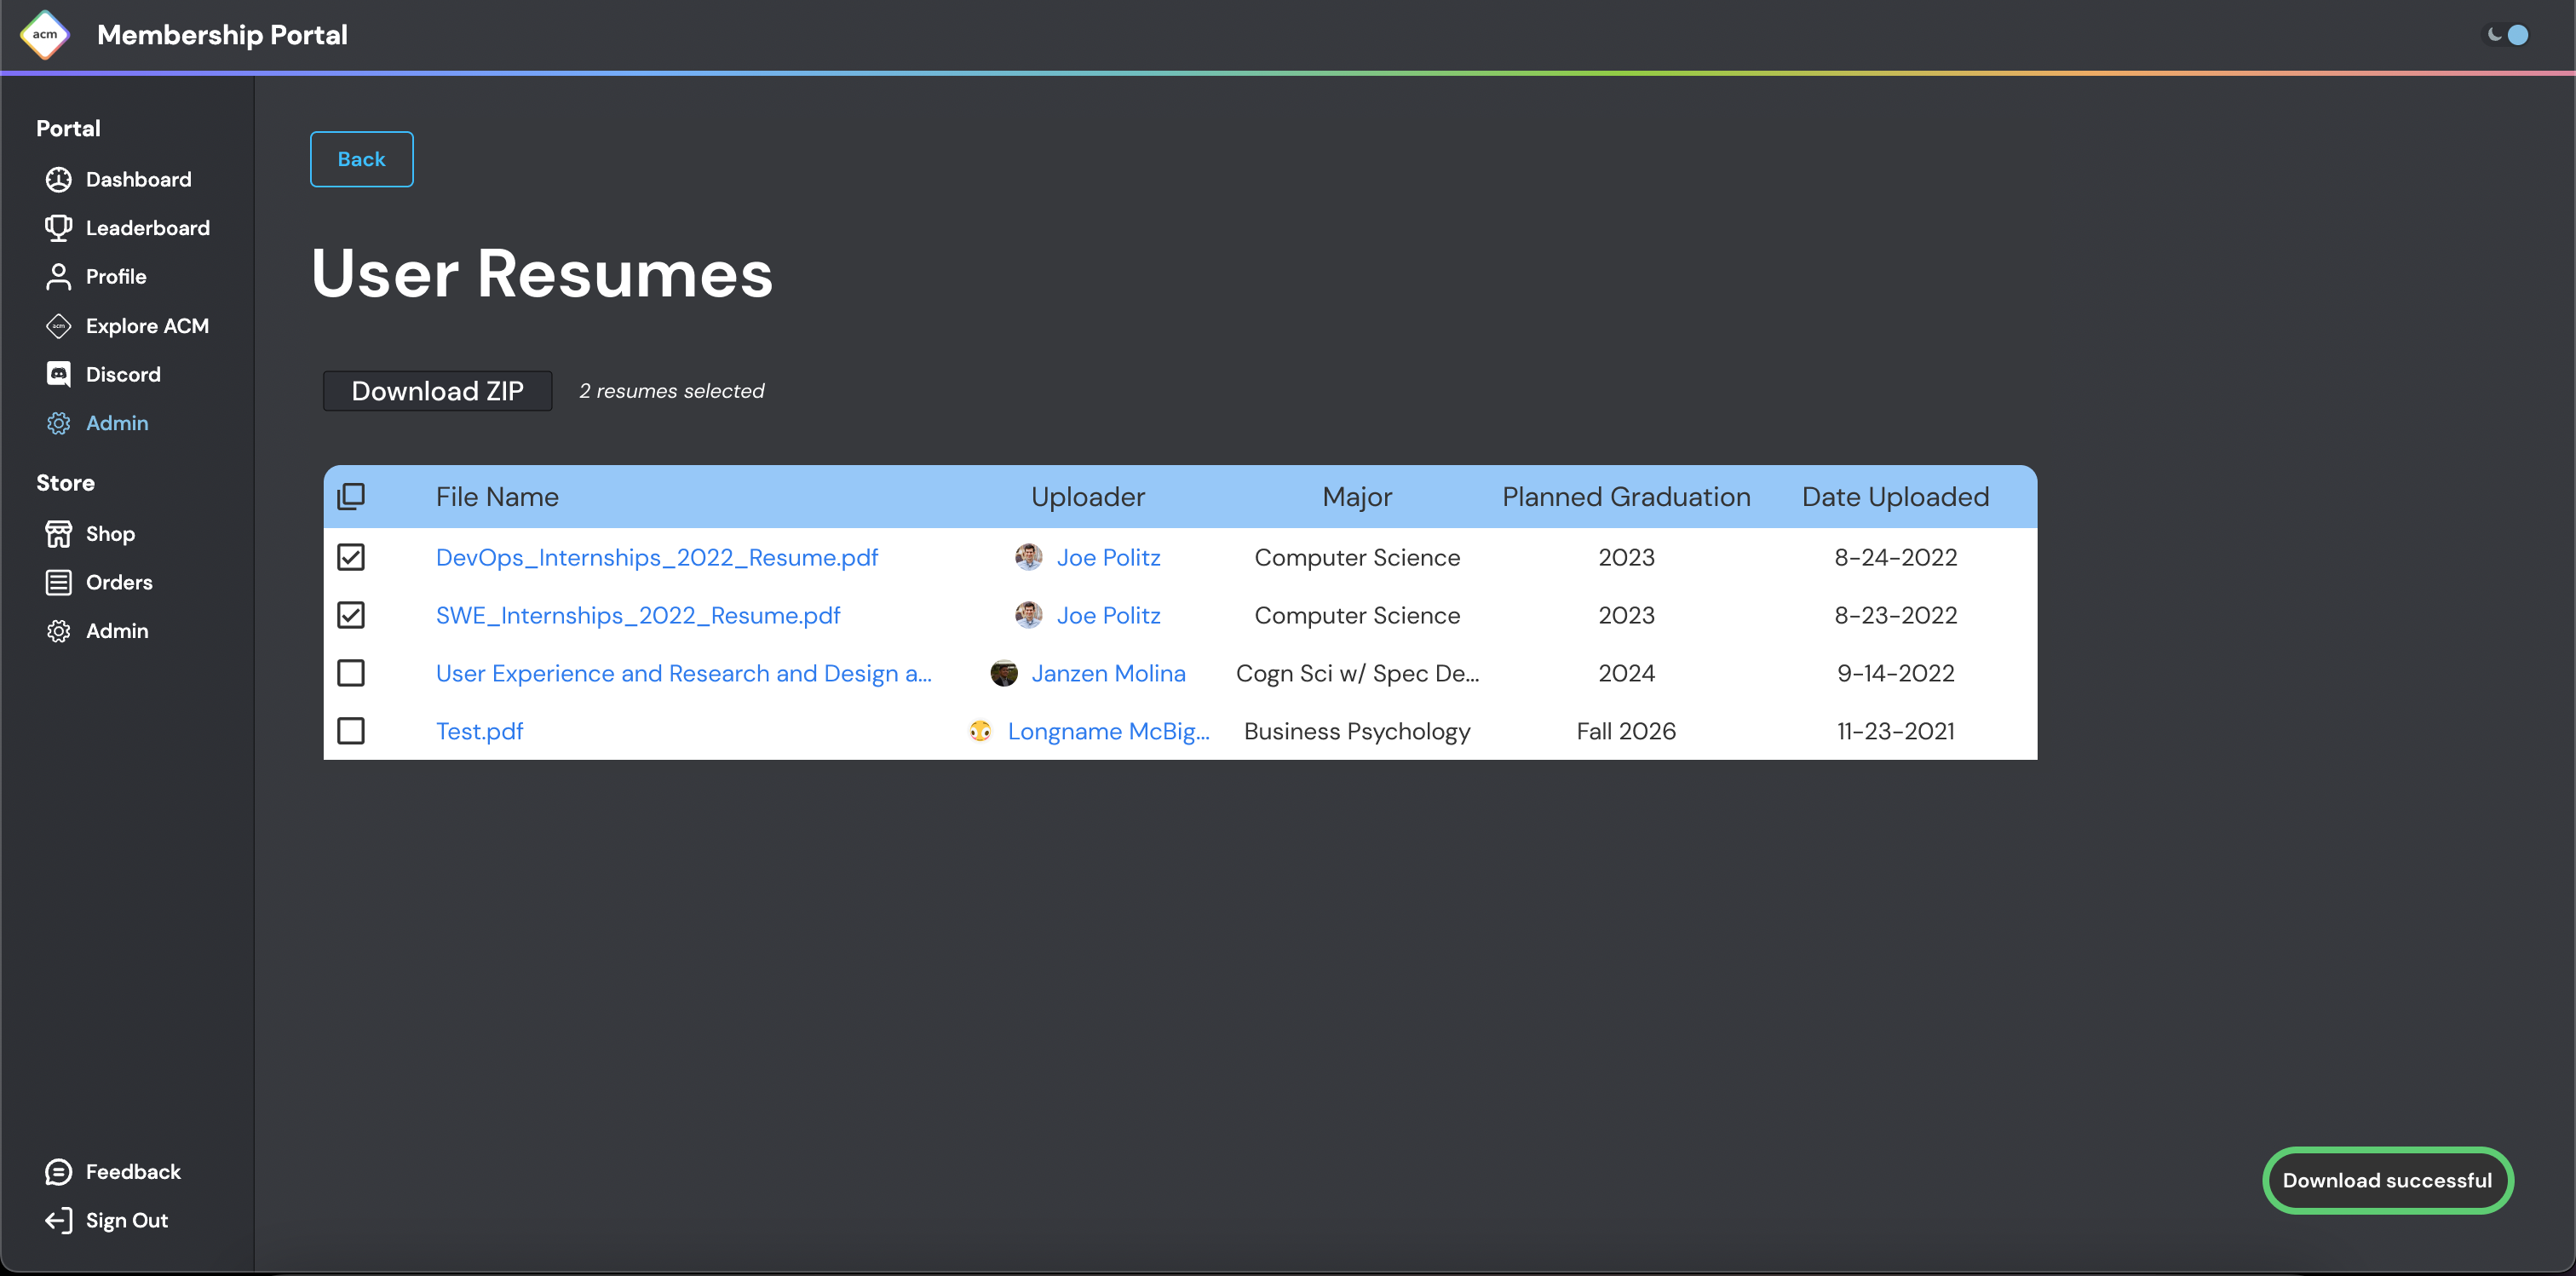 acm
Membership Portal
Portal
Dashboard
Leaderboard
Profile
acm
Explore ACM
Discord
Admin
Store
Shop
Orders
Admin
Feedback
Sign Out
Back
User Resumes
Download ZIP
2 resumes selected
File Name Uploader Major Planned Graduation Date Uploaded
DevOps_Internships_2022_Resume.pdf Joe Politz Computer Science 2023 8-24-2022
SWE_Internships_2022_Resume.pdf Joe Politz Computer Science 2023 8-23-2022
User Experience and Research and Design a... Janzen Molina Cogn Sci w/ Spec De... 2024 9-14-2022
Test.pdf Longname McBig... Business Psychology Fall 2026 11-23-2021
Download successful